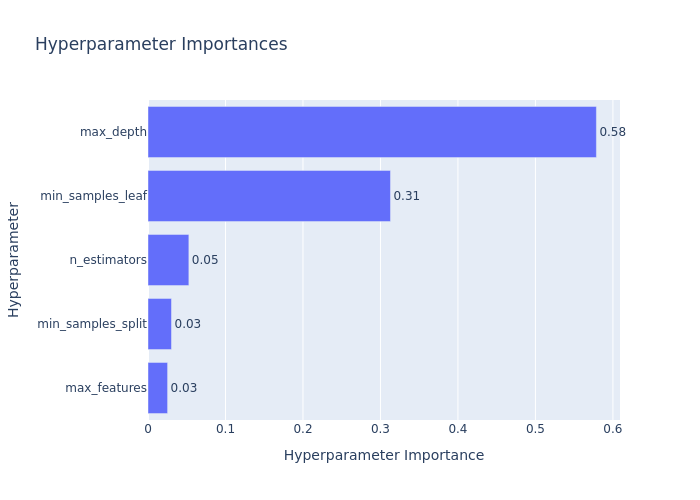 Hyperparameter Importances
Hyperparameter
max_depth
0.58
min_samples_leaf
0.31
n_estimators
0.05
min_samples_split
0.03
max_features
0.03
0 0.1 0.2 0.3 0.4 0.5 0.6
Hyperparameter Importance